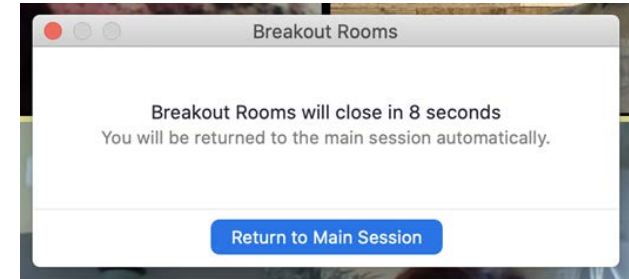 Breakout Rooms
Breakout Rooms will close in 8 seconds
You will be returned to the main session automatically.
Return to Main Session